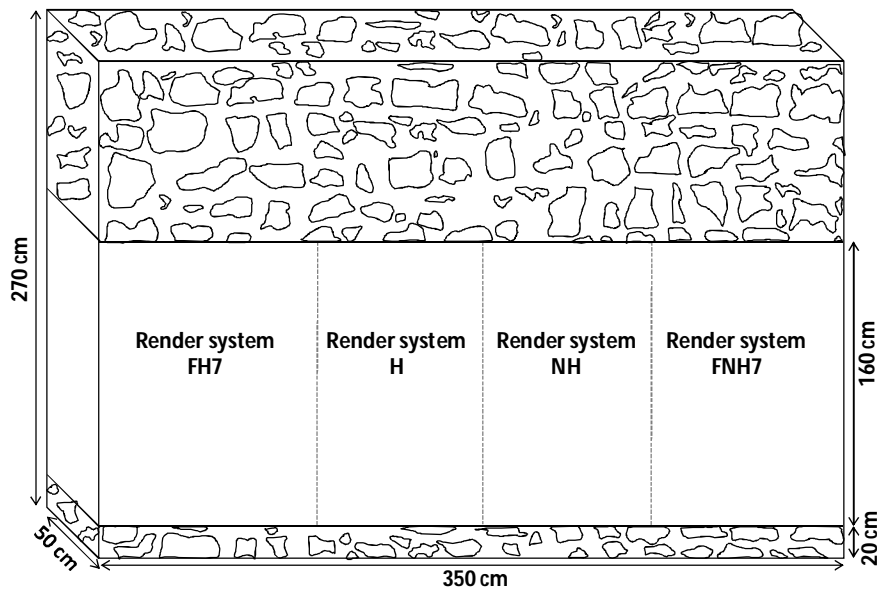 270 cm
Render system
FH7
Render system
H
Render system
NH
Render system
FNH7
160 cm
20 cm
50 cm
350 cm